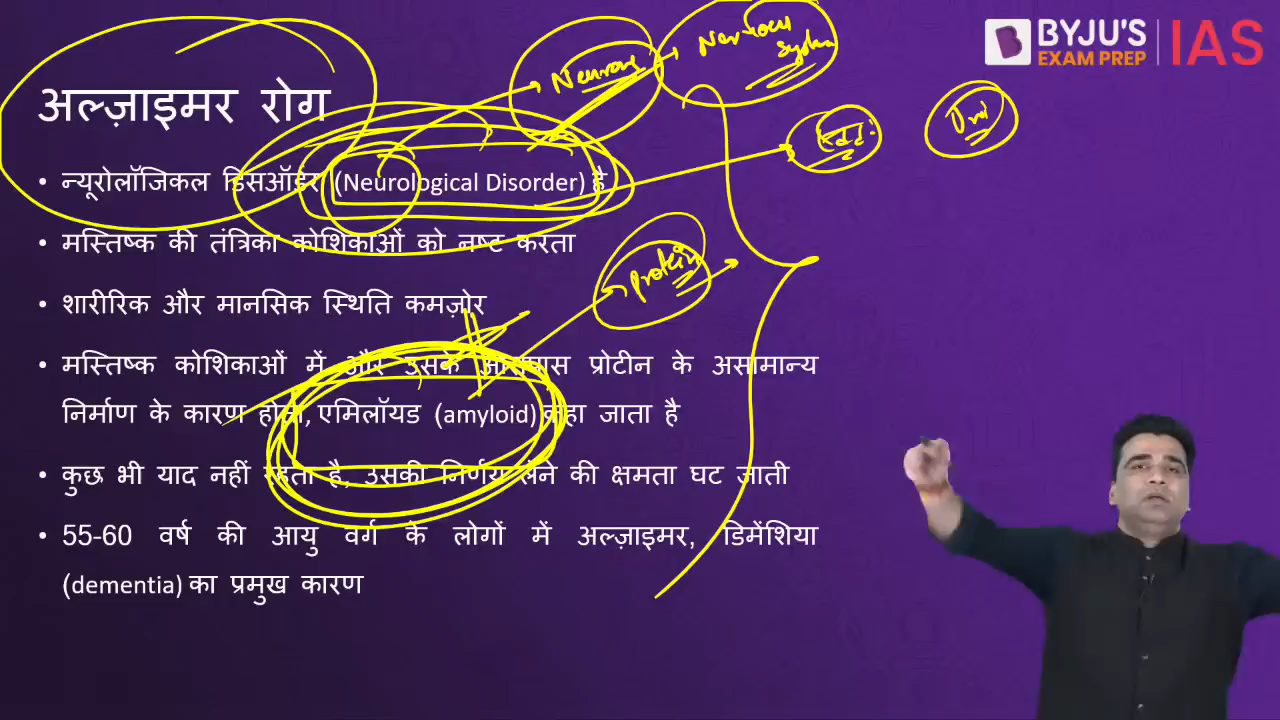 BYJU'S IAS
EXAM PREP
Neurons Nervous
System
अल्ज़ाइमर रोग
• न्यूरोलॉजिकल डिसऑर्डर (Neurological Disorder) है
• मस्तिष्क की तंत्रिका कोशिकाओं को नष्ट करता
Protein
• शारीरिक और मानसिक स्थिति कमज़ोर
• मस्तिष्क कोशिकाओं में और उसके आसपास प्रोटीन के असामान्य
निर्माण के कारण होता, एमिलॉयड (amyloid) कहा जाता है
• कुछ भी याद नहीं रहता है, उसकी निर्णय लेने की क्षमता घट जाती
• 55-60 वर्ष की आयु वर्ग के लोगों में अल्ज़ाइमर, डिमेंशिया
(dementia) का प्रमुख कारण